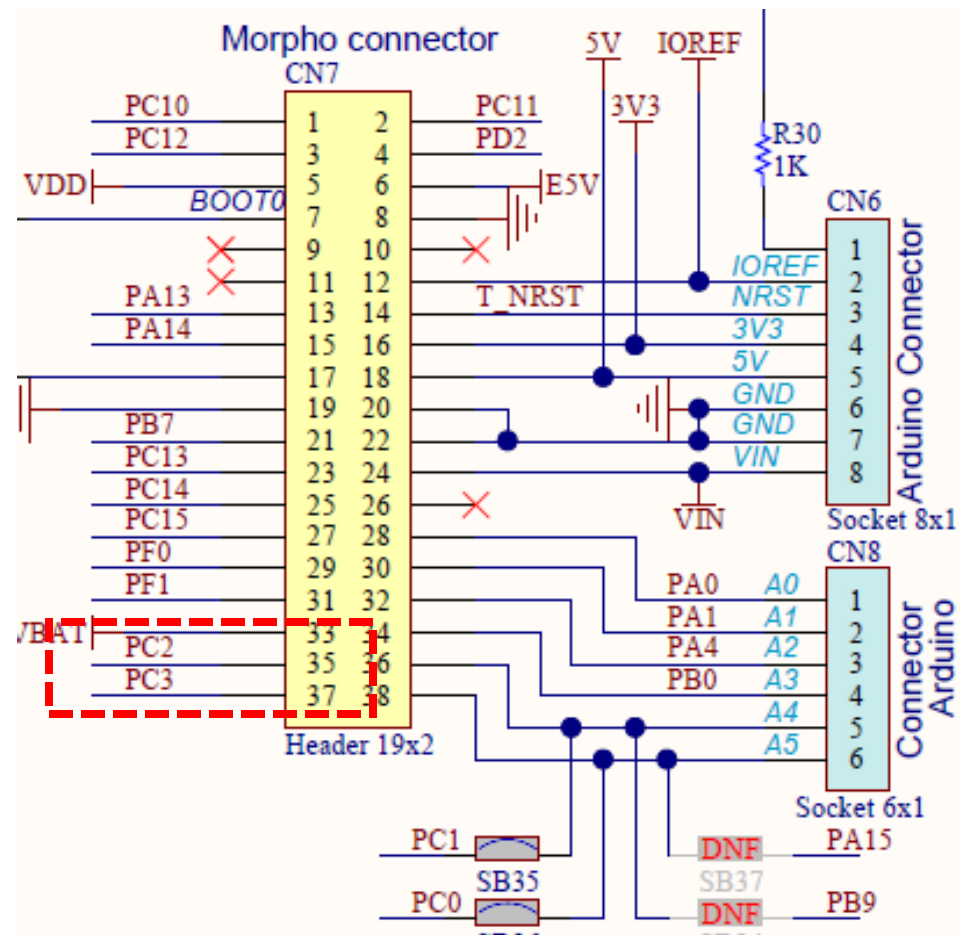 Morpho connector
CN7
5V IOREF
3V3
PC10 1 2 PC11
PC12 3 4 PD2
VDD 5 6 E5V
BOOT0 7 8
9 10
11 12
PA13 13 14 T_NRST
PA14 15 16
17 18
19 20
PB7 21 22
PC13 23 24
PC14 25 26
PC15 27 28
PF0 29 30
PF1 31 32
VBAT 33 34
PC2 35 36
PC3 37 38
Header 19x2
R30
1K
CN6
1
IOREF 2
NRST 3
3V3 4
5V 5
GND 6
GND 7
VIN 8
VIN
Arduino Connector
Socket 8x1
CN8
PA0 A0 1
PA1 A1 2
PA4 A2 3
PB0 A3 4
A4 5
A5 6
Connector
Arduino
Socket 6x1
PC1 SB35
DNF PA15
SB37
PC0
DNF PB9